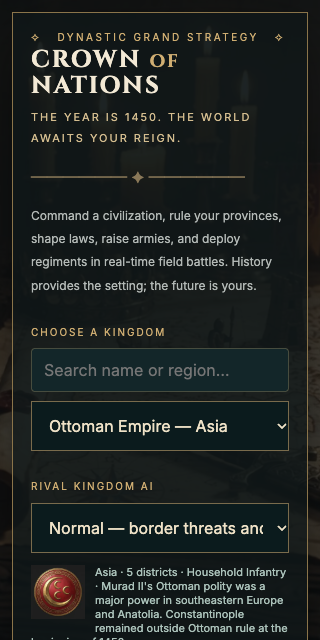 DYNASTIC GRAND STRATEGY
CROWN OF
NATIONS
THE YEAR IS 1450. THE WORLD
AWAITS YOUR REIGN.
Command a civilization, rule your provinces,
shape laws, raise armies, and deploy
regiments in real-time field battles. History
provides the setting; the future is yours.
CHOOSE A KINGDOM
Search name or region...
Ottoman Empire — Asia
RIVAL KINGDOM AI
Normal — border threats and
Asia · 5 districts · Household Infantry
· Murad II's Ottoman polity was a
major power in southeastern Europe
and Anatolia. Constantinople
remained outside Ottoman rule at the